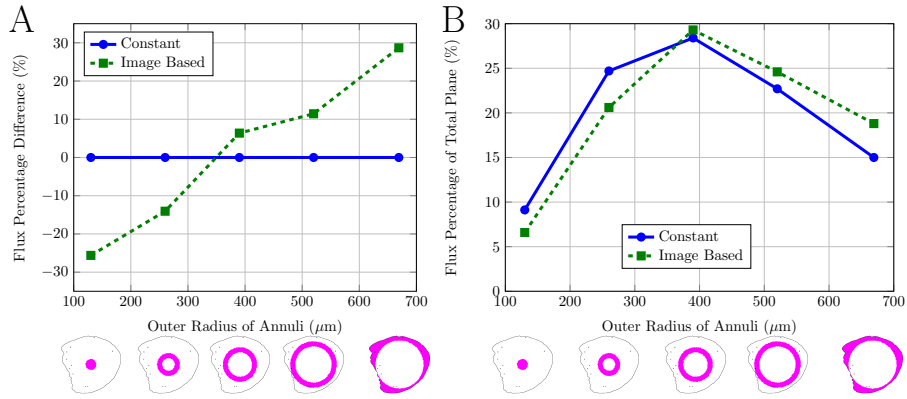 A
Flux Percentage Difference (%)
30
20
10
0
−10
−20
−30
100
200
300
400
500
600
700
Constant
Image Based
Outer Radius of Annuli (μm)
B
Flux Percentage of Total Plane (%)
30
25
20
15
10
5
0
100
200
300
400
500
600
700
Constant
Image Based
Outer Radius of Annuli (μm)